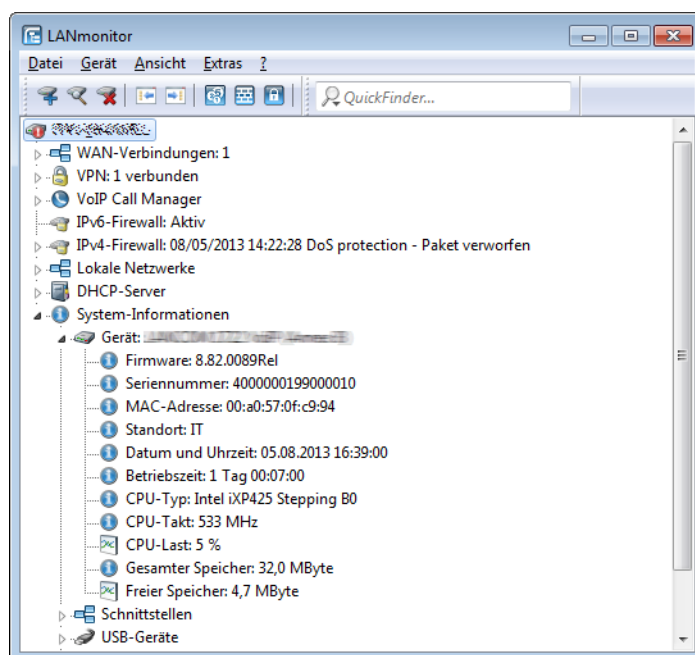 LANmonitor
Datei Gerät Ansicht Extras ?
QuickFinder...
WAN-Verbindungen: 1
VPN: 1 verbunden
VoIP Call Manager
IPv6-Firewall: Aktiv
IPv4-Firewall: 08/05/2013 14:22:28 DoS protection - Paket verworfen
Lokale Netzwerke
DHCP-Server
System-Informationen
Gerät:
Firmware: 8.82.0089Rel
Seriennummer: 4000000199000010
MAC-Adresse: 00:a0:57:0f:c9:94
Standort: IT
Datum und Uhrzeit: 05.08.2013 16:39:00
Betriebszeit: 1 Tag 00:07:00
CPU-Typ: Intel iXP425 Stepping B0
CPU-Takt: 533 MHz
CPU-Last: 5 %
Gesamter Speicher: 32,0 MByte
Freier Speicher: 4,7 MByte
Schnittstellen
USB-Geräte